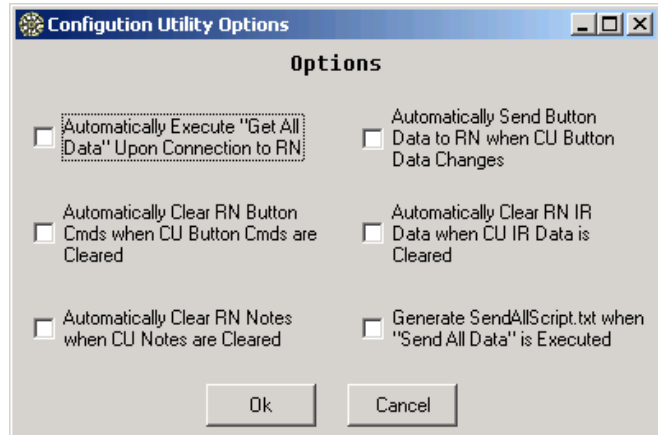 Configution Utility Options
Options
Automatically Execute "Get All
Data" Upon Connection to RN
Automatically Send Button
Data to RN when CU Button
Data Changes
Automatically Clear RN Button
Cmds when CU Button Cmds are
Cleared
Automatically Clear RN IR
Data when CU IR Data is
Cleared
Automatically Clear RN Notes
when CU Notes are Cleared
Generate SendAllScript.txt when
"Send All Data" is Executed
Ok
Cancel